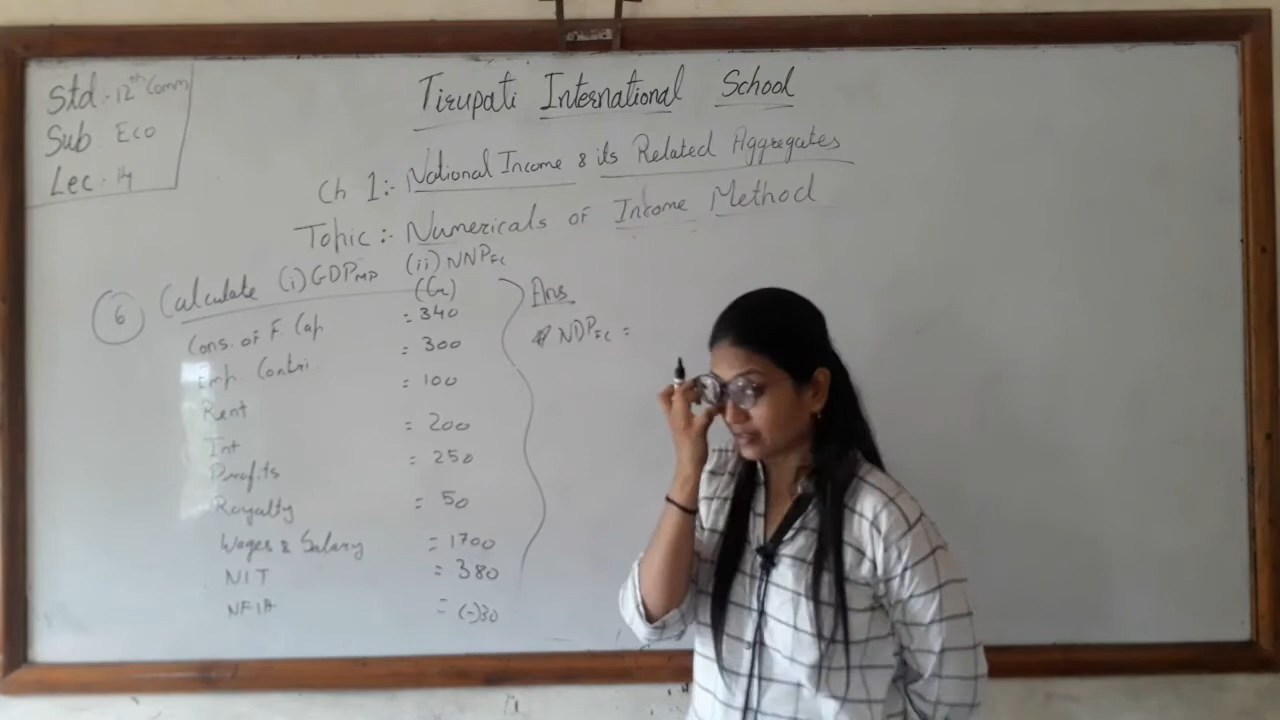 Std. 12th Comm
Sub Eco
Lec. 14
Tirupati International School
Ch 1:- National Income & its Related Aggregates
Topic :- Numericals of Income Method
6 Calculate (i) GDPMP (ii) NNPFC
(Cr)
Cons. of F. Cap = 340
Emp. Contri. = 300
Rent = 100
Int = 200
Profits = 250
Royalty = 50
Wages & Salary = 1700
NIT = 380
NFIA = (-)30
Ans
NDPFC =